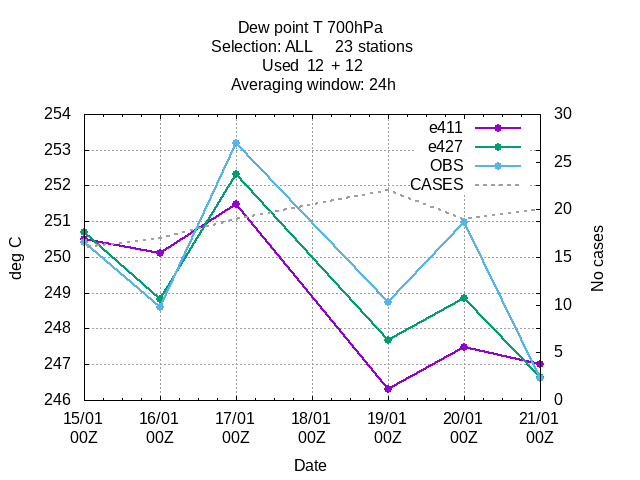 Dew point T 700hPa
Selection: ALL 23 stations
Used 12 + 12
Averaging window: 24h
254
253
252
251
250
249
248
247
246
30
25
20
15
10
5
0
deg C
No cases
e411
e427
OBS
CASES
15/01 16/01 17/01 18/01 19/01 20/01 21/01
00Z 00Z 00Z 00Z 00Z 00Z 00Z
Date